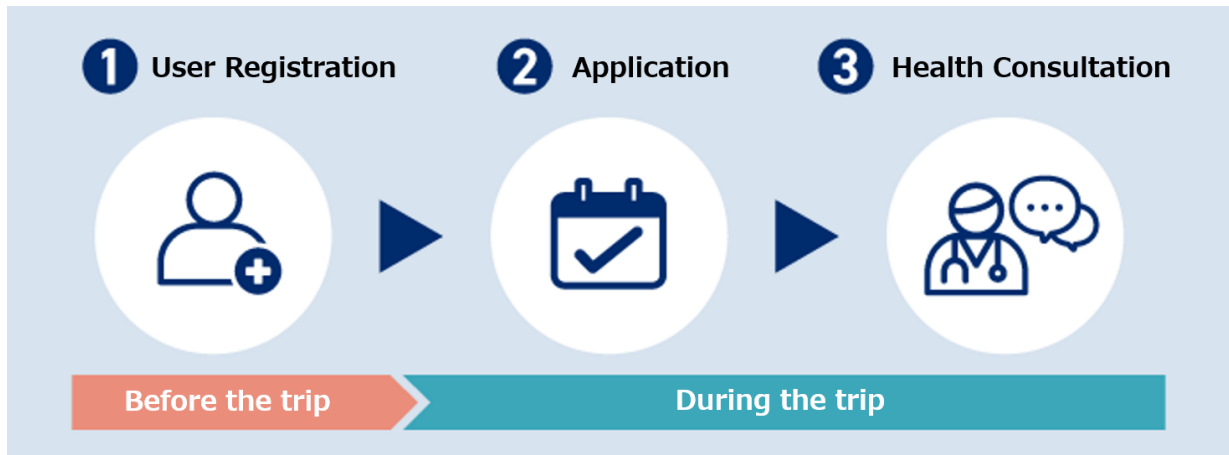 1 User Registration
2 Application
3 Health Consultation
Before the trip
During the trip